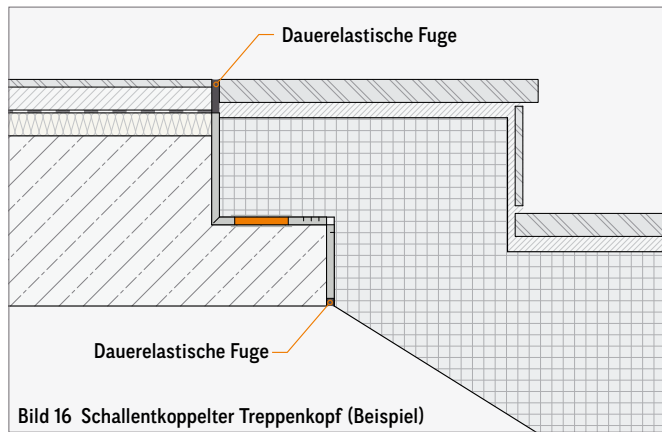 Dauerelastische Fuge
Dauerelastische Fuge
Bild 16 Schallentkoppelter Treppenkopf (Beispiel)